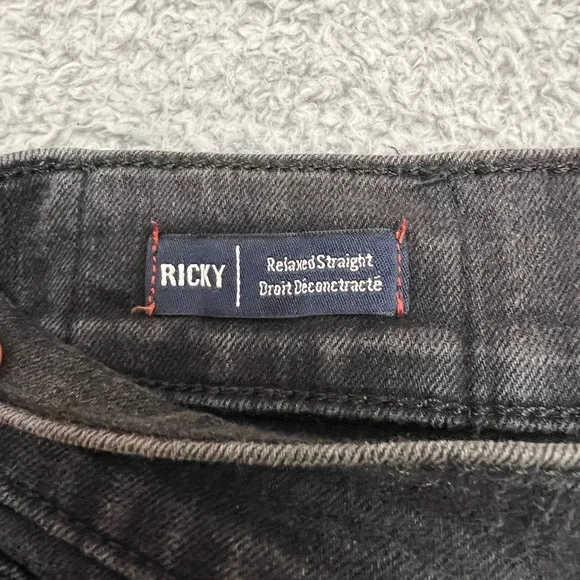 RICKY
Relaxed Straight
Droit Déconctracté